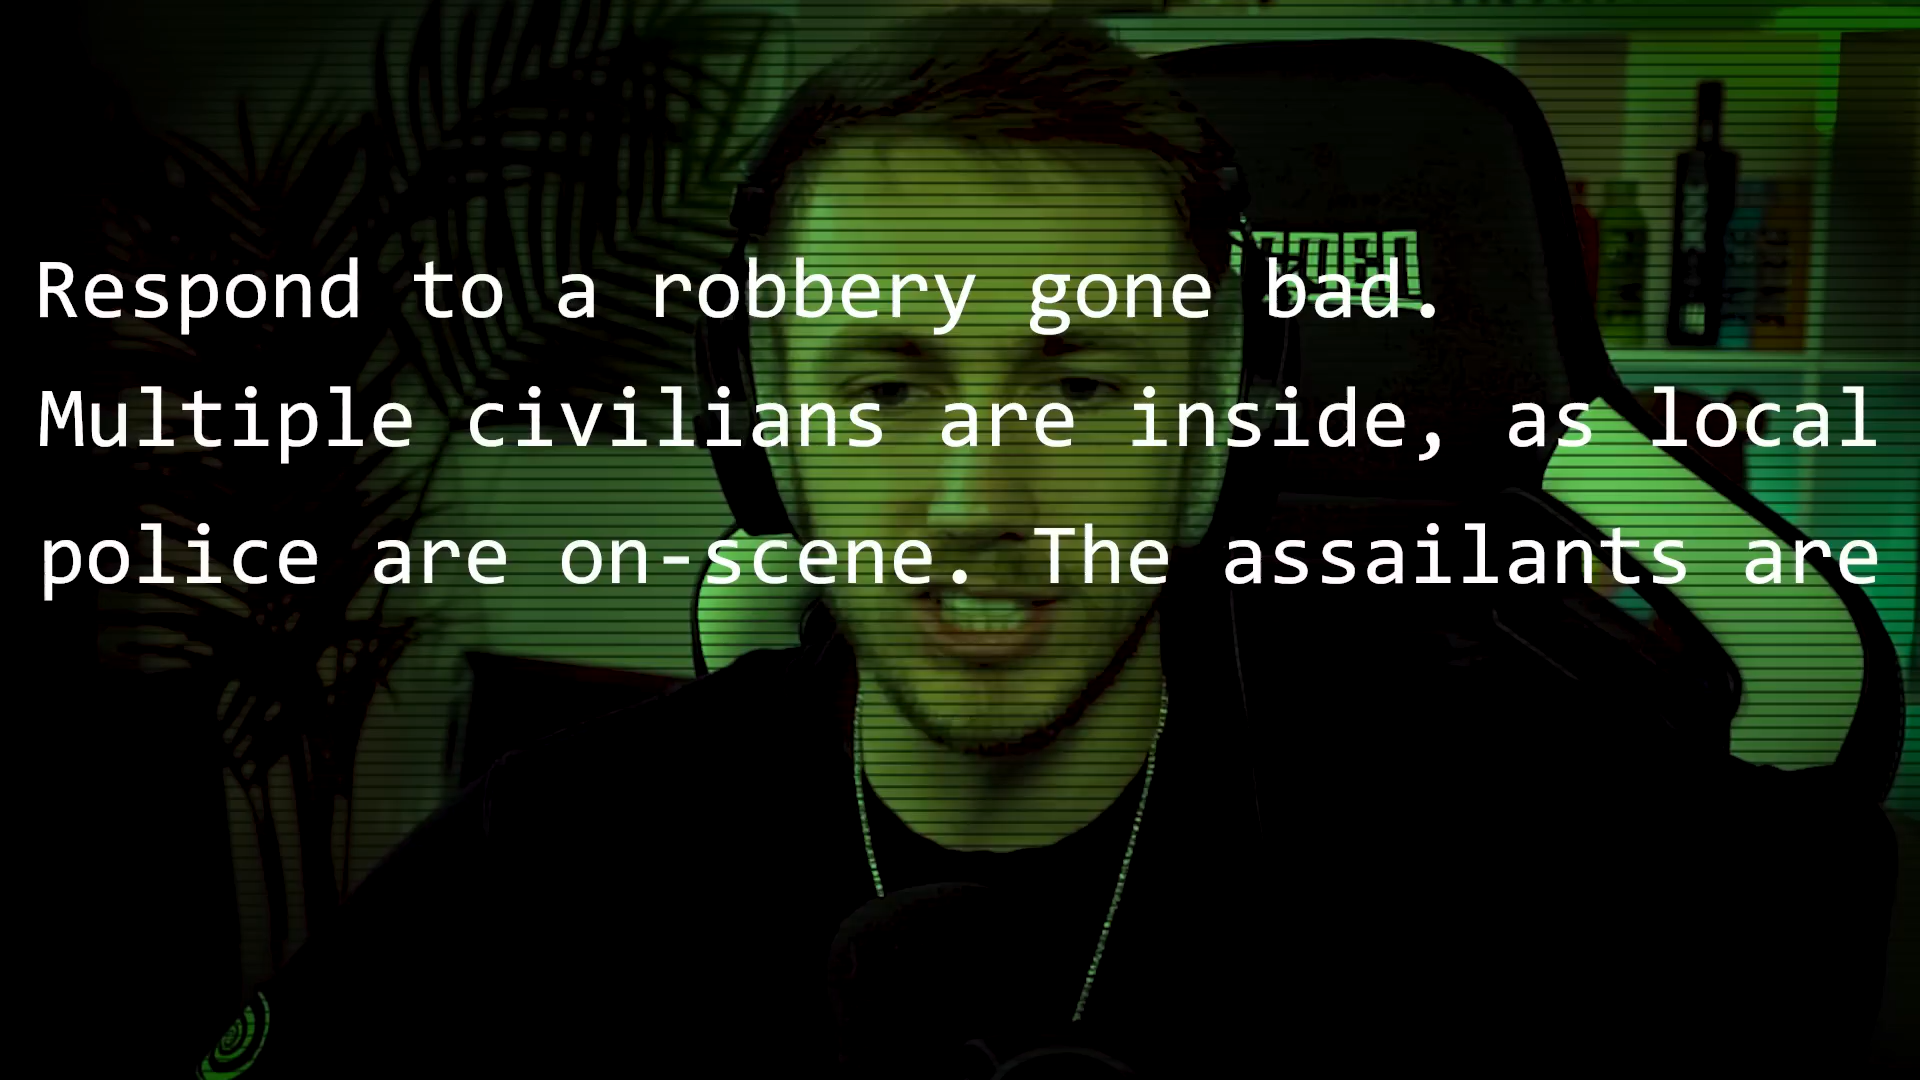 Respond to a robbery gone bad.
Multiple civilians are inside, as local
police are on-scene. The assailants are